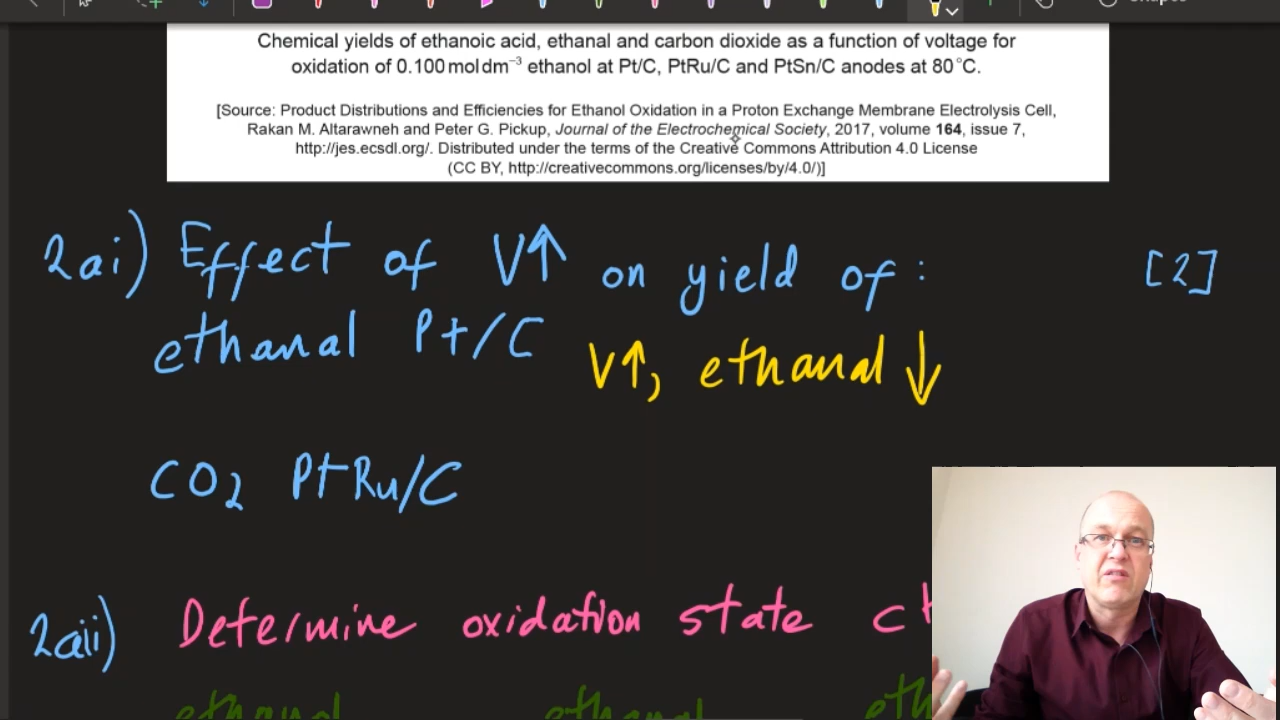 Chemical yields of ethanoic acid, ethanal and carbon dioxide as a function of voltage for
oxidation of 0.100 mol dm⁻³ ethanol at Pt/C, PtRu/C and PtSn/C anodes at 80 °C.
[Source: Product Distributions and Efficiencies for Ethanol Oxidation in a Proton Exchange Membrane Electrolysis Cell,
Rakan M. Altarawneh and Peter G. Pickup, Journal of the Electrochemical Society, 2017, volume 164, issue 7,
http://jes.ecsdl.org/. Distributed under the terms of the Creative Commons Attribution 4.0 License
(CC BY, http://creativecommons.org/licenses/by/4.0/)]
2ai) Effect of V↑ on yield of : [2]
ethanal Pt/C V↑, ethanal ↓
CO2 PtRu/C
2aii) Determine oxidation state